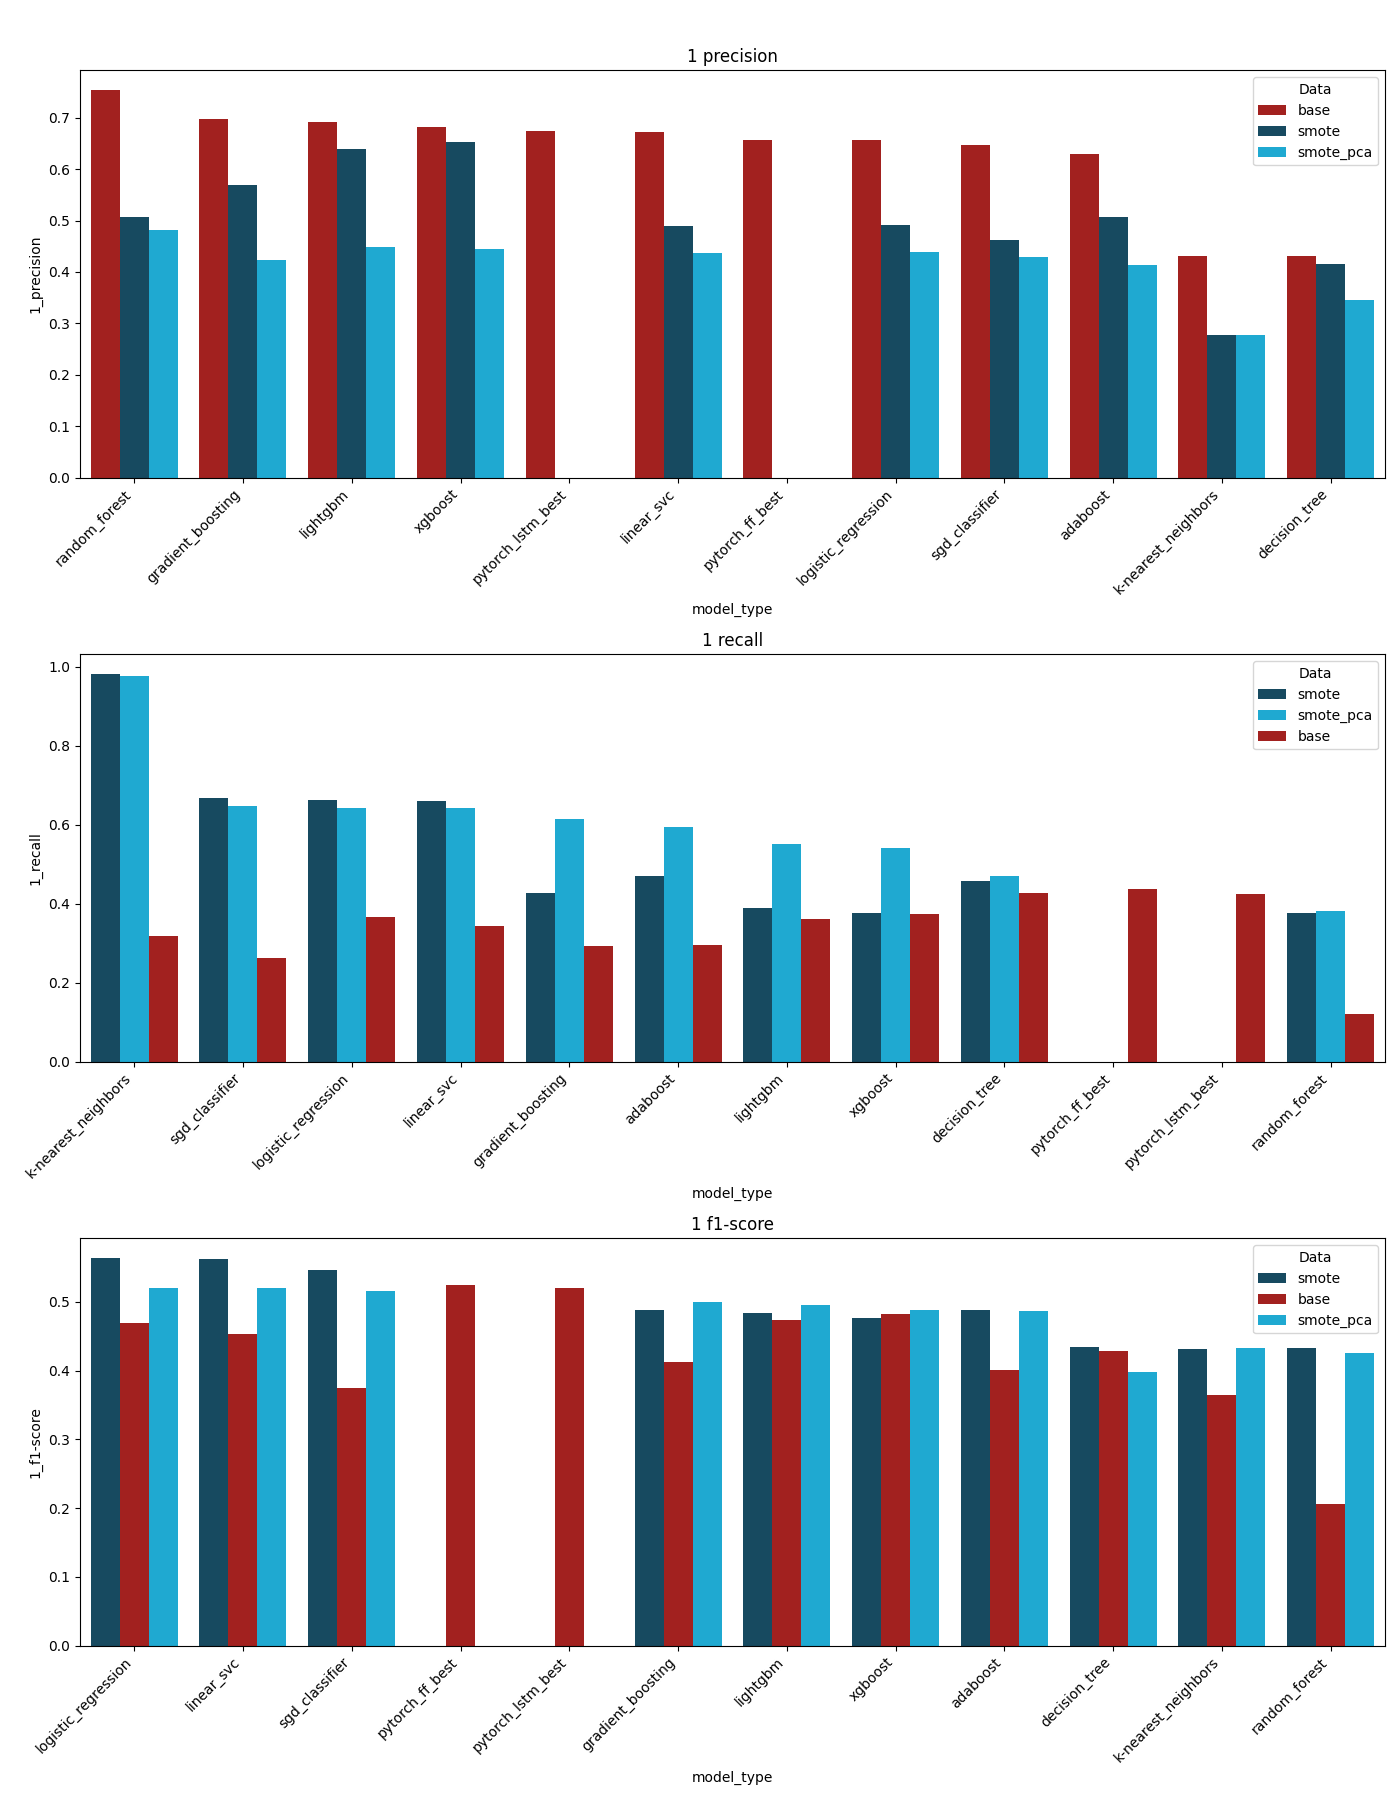 1 precision
1_precision
0.7
0.6
0.5
0.4
0.3
0.2
0.1
0.0
Data
base
smote
smote_pca
random_forest
gradient_boosting
lightgbm
xgboost
pytorch_lstm_best
linear_svc
pytorch_ff_best
logistic_regression
sgd_classifier
adaboost
k-nearest_neighbors
decision_tree
model_type
1 recall
1_recall
1.0
0.8
0.6
0.4
0.2
0.0
Data
smote
smote_pca
base
k-nearest_neighbors
sgd_classifier
logistic_regression
linear_svc
gradient_boosting
adaboost
lightgbm
xgboost
decision_tree
pytorch_ff_best
pytorch_lstm_best
random_forest
model_type
1 f1-score
1_f1-score
0.5
0.4
0.3
0.2
0.1
0.0
Data
smote
base
smote_pca
logistic_regression
linear_svc
sgd_classifier
pytorch_ff_best
pytorch_lstm_best
gradient_boosting
lightgbm
xgboost
adaboost
decision_tree
k-nearest_neighbors
random_forest
model_type